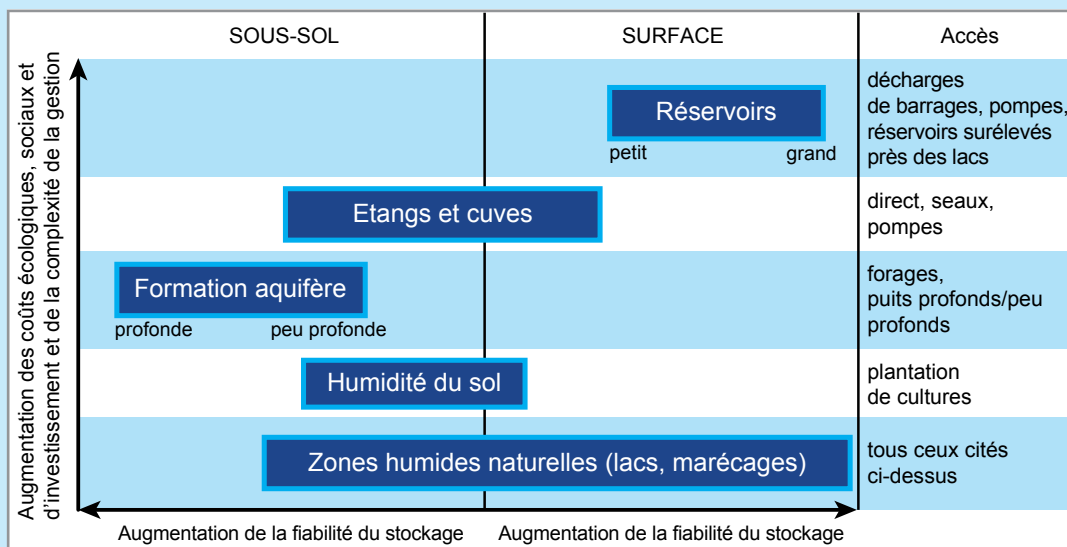 SOUS-SOL
SURFACE
Accès
Augmentation des coûts écologiques, sociaux et
d'investissement et de la complexité de la gestion
Réservoirs
petit
grand
décharges
de barrages, pompes,
réservoirs surélevés
près des lacs
Etangs et cuves
direct, seaux,
pompes
Formation aquifère
profonde
peu profonde
forages,
puits profonds/peu
profonds
Humidité du sol
plantation
de cultures
Zones humides naturelles (lacs, marécages)
tous ceux cités
ci-dessus
Augmentation de la fiabilité du stockage
Augmentation de la fiabilité du stockage